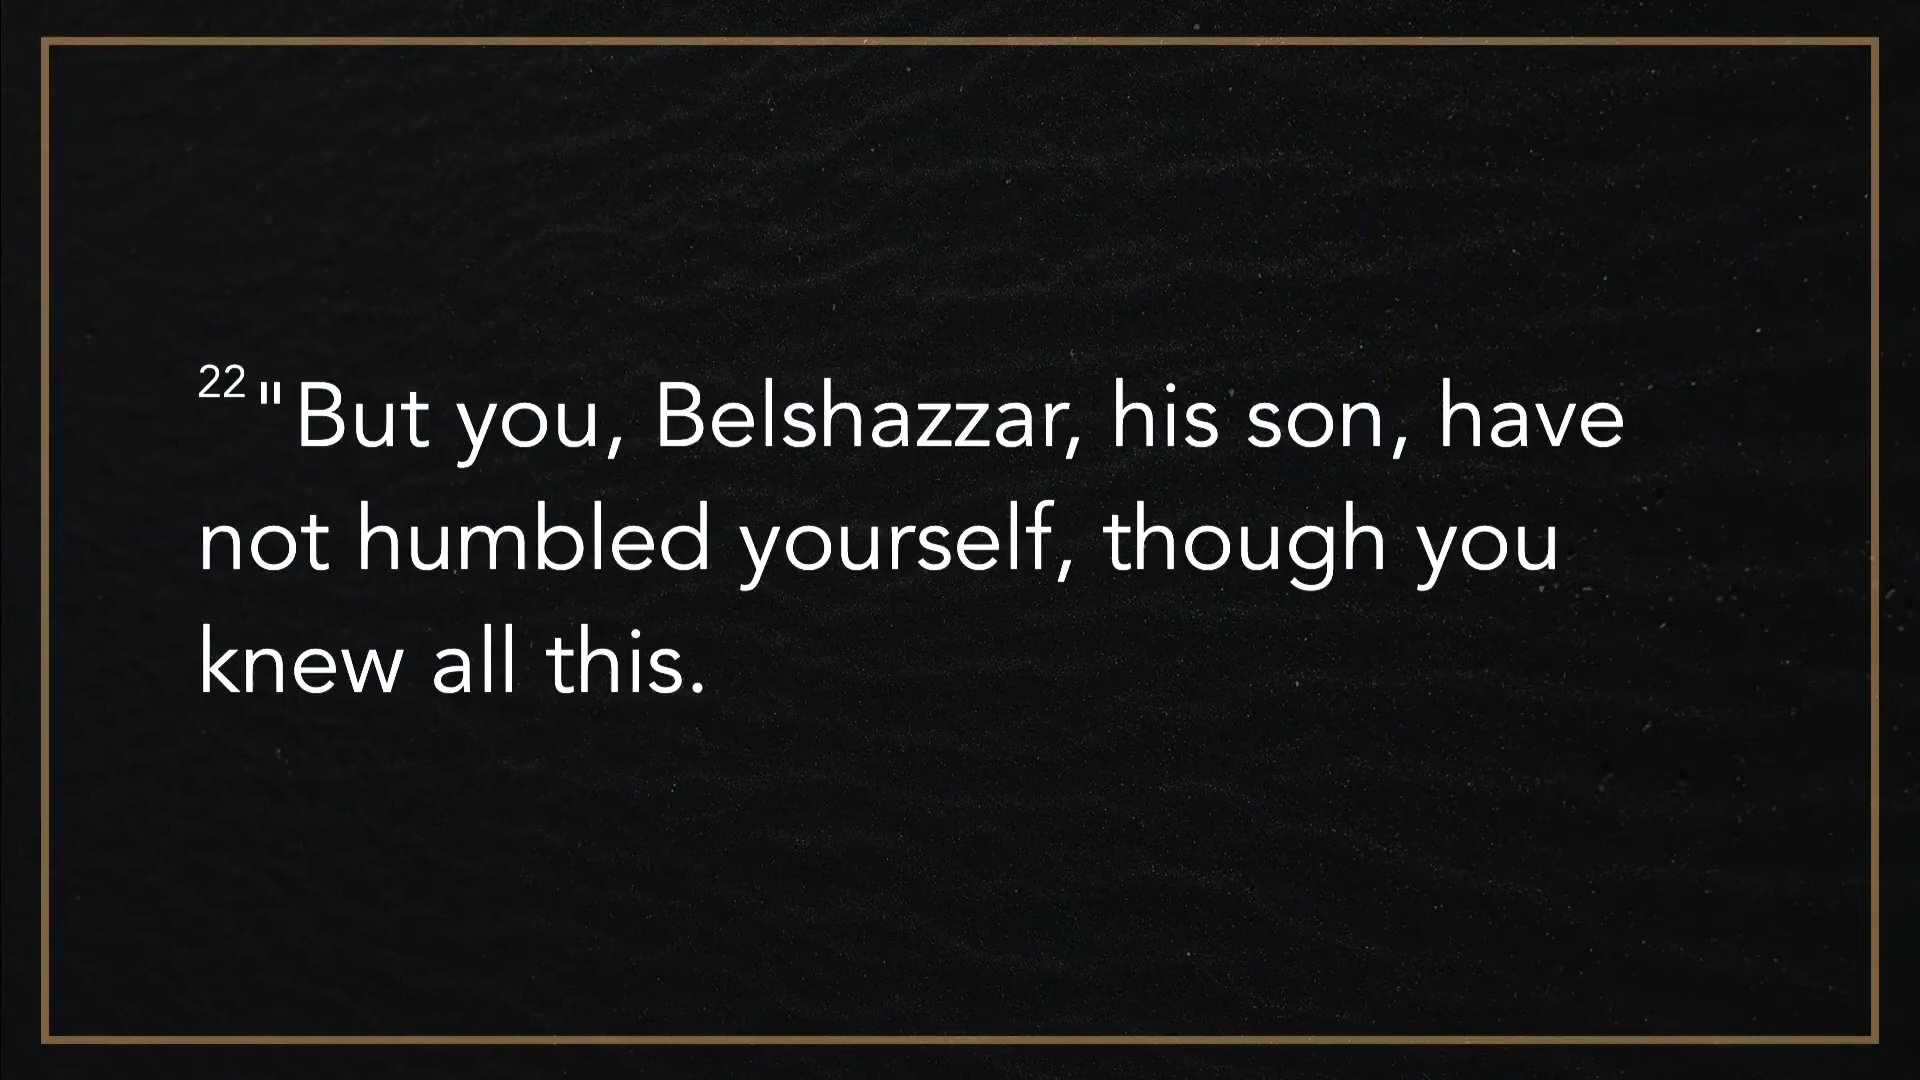 22 "But you, Belshazzar, his son, have
not humbled yourself, though you
knew all this.